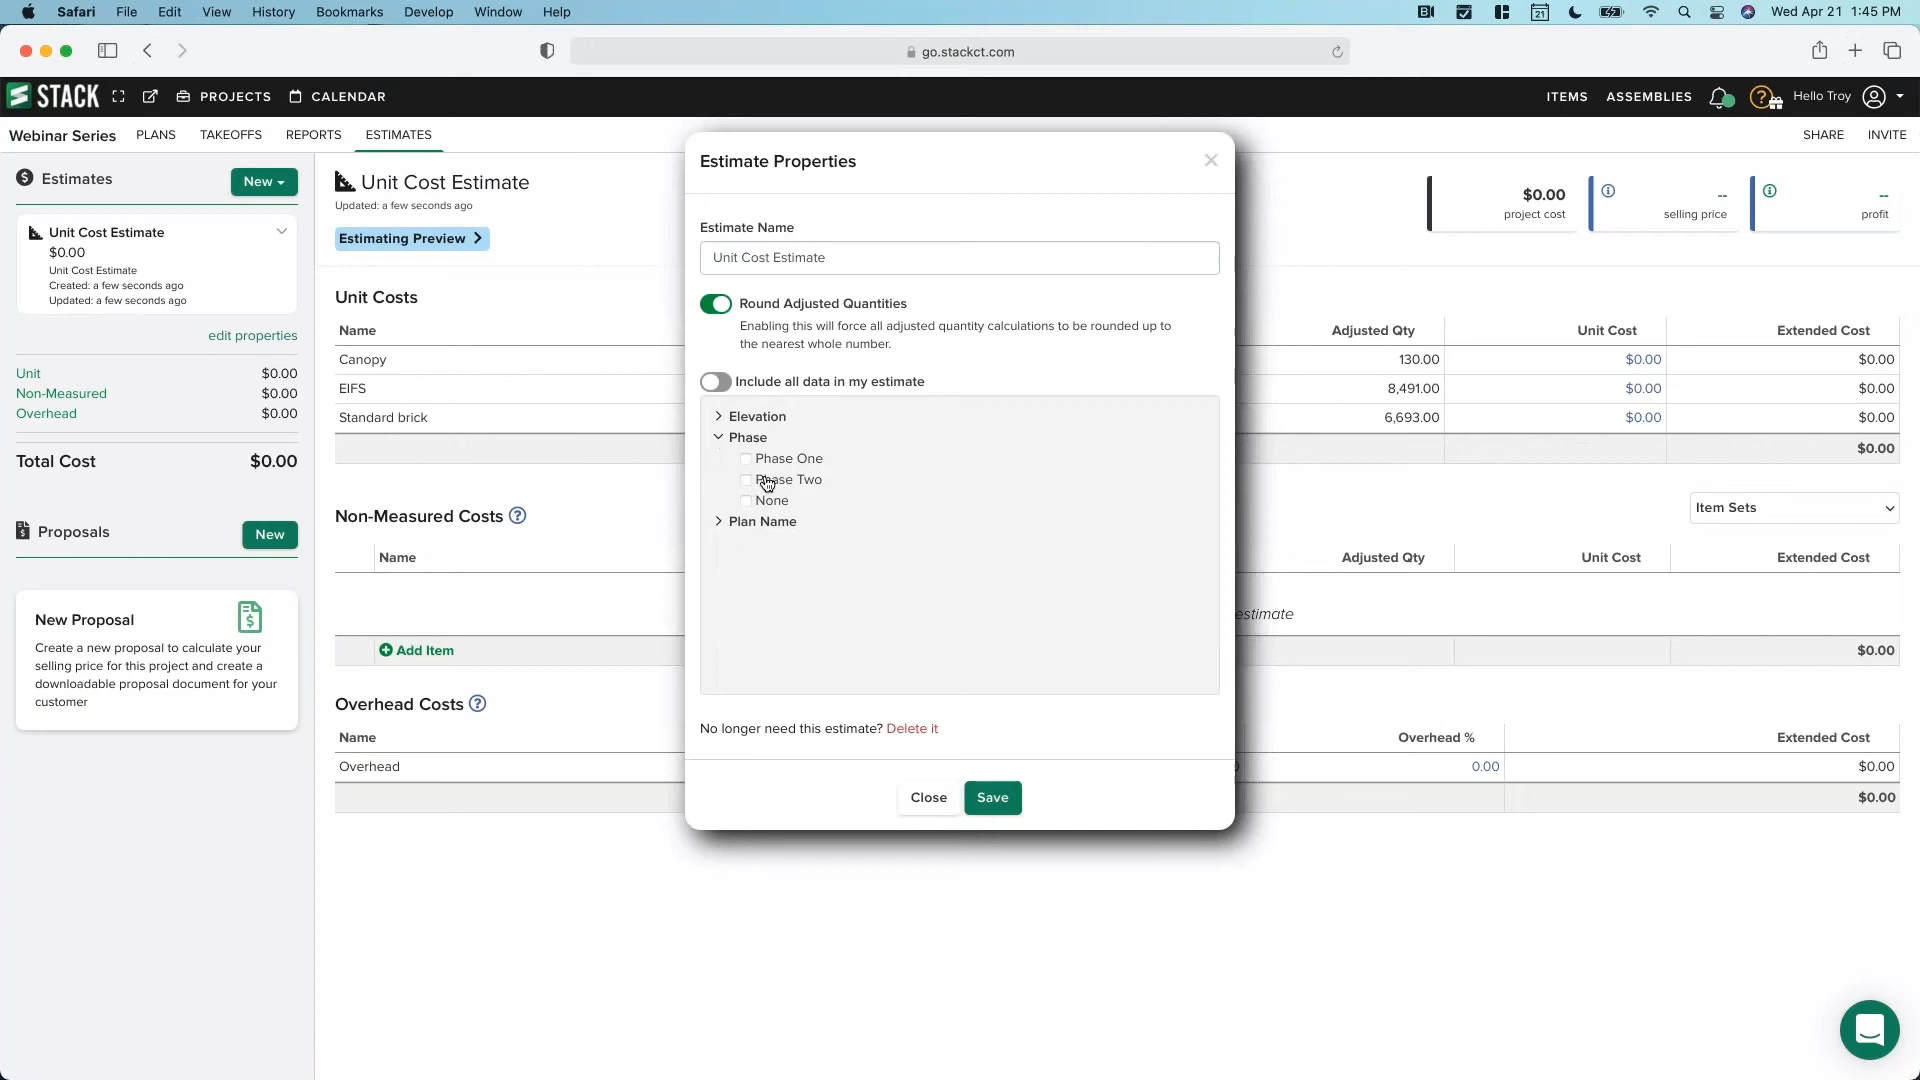 Safari File Edit View History Bookmarks Develop Window Help
21
Wed Apr 21 1:45 PM
go.stackct.com
STACK PROJECTS CALENDAR
ITEMS ASSEMBLIES ? Hello Troy
Webinar Series PLANS TAKEOFFS REPORTS ESTIMATES
SHARE INVITE
Estimates New
Unit Cost Estimate
$0.00
Unit Cost Estimate
Created: a few seconds ago
Updated: a few seconds ago
edit properties
Unit $0.00
Non-Measured $0.00
Overhead $0.00
Total Cost $0.00
Proposals New
New Proposal
Create a new proposal to calculate your
selling price for this project and create a
downloadable proposal document for your
customer
Unit Cost Estimate
Updated: a few seconds ago
Estimating Preview
$0.00 project cost
-- selling price
-- profit
Unit Costs
Name Adjusted Qty Unit Cost Extended Cost
Canopy 130.00 $0.00 $0.00
EIFS 8,491.00 $0.00 $0.00
Standard brick 6,693.00 $0.00 $0.00
$0.00
Non-Measured Costs ?
Item Sets
Name Adjusted Qty Unit Cost Extended Cost
estimate
Add Item $0.00
Overhead Costs ?
Name Overhead % Extended Cost
Overhead 0.00 $0.00
$0.00
Estimate Properties
Estimate Name
Unit Cost Estimate
Round Adjusted Quantities
Enabling this will force all adjusted quantity calculations to be rounded up to
the nearest whole number.
Include all data in my estimate
Elevation
Phase
Phase One
Phase Two
None
Plan Name
No longer need this estimate? Delete it
Close Save